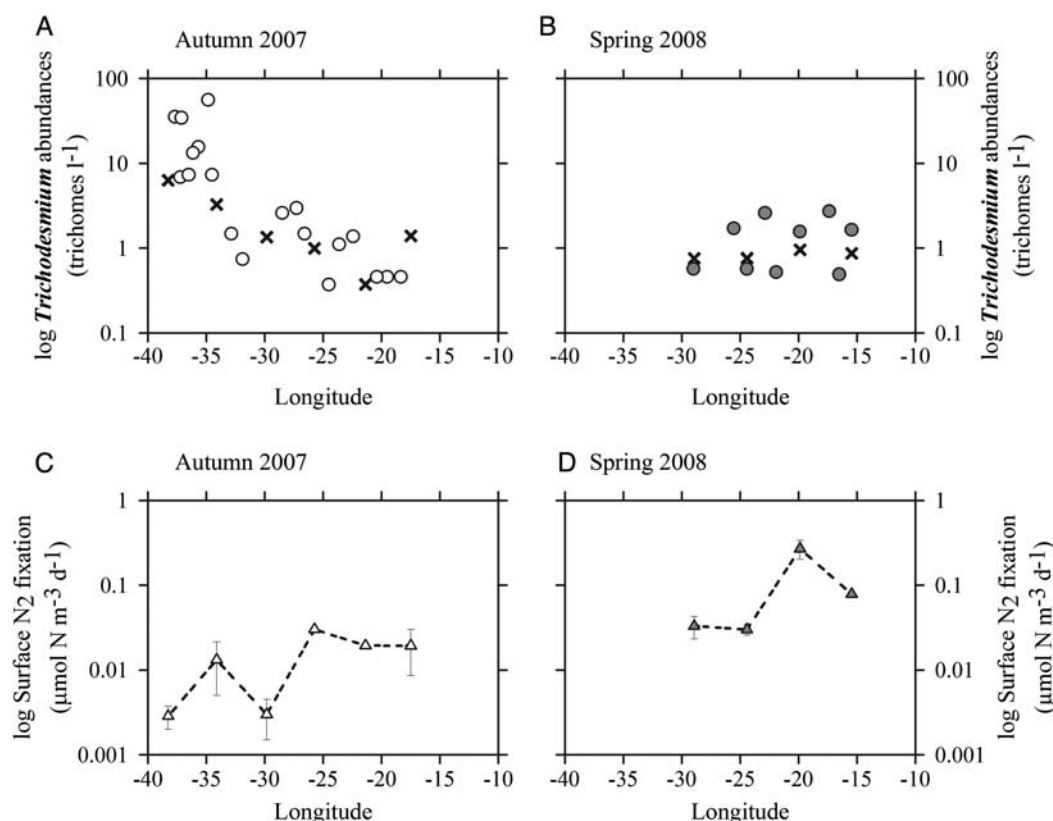 A
Autumn 2007
B
Spring 2008
log Trichodesmium abundances
(trichomes l-1)
100
10
1
0.1
-40 -35 -30 -25 -20 -15 -10
Longitude
100
10
1
0.1
-40 -35 -30 -25 -20 -15 -10
Longitude
log Trichodesmium abundances
(trichomes l-1)
C
Autumn 2007
D
Spring 2008
log Surface N2 fixation
(µmol N m-3 d-1)
1
0.1
0.01
0.001
-40 -35 -30 -25 -20 -15 -10
Longitude
1
0.1
0.01
0.001
-40 -35 -30 -25 -20 -15 -10
Longitude
log Surface N2 fixation
(µmol N m-3 d-1)